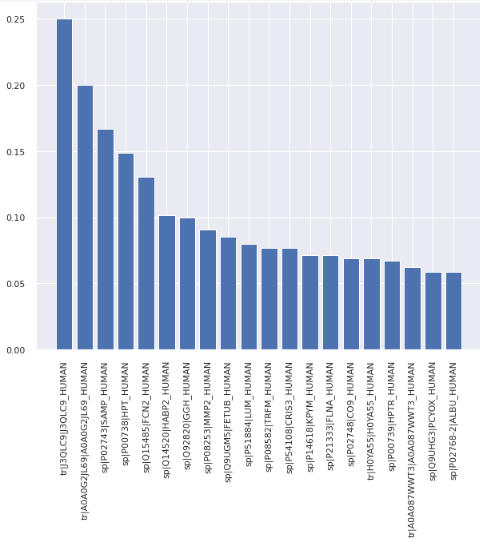 0.25
0.20
0.15
0.10
0.05
0.00
tr|J3QLC9|J3QLC9_HUMAN
tr|A0A0G2JL69|A0A0G2JL69_HUMAN
sp|P02743|SAMP_HUMAN
sp|P00738|HPT_HUMAN
sp|Q15485|FCN2_HUMAN
sp|Q14520|HABP2_HUMAN
sp|Q92820|GGH_HUMAN
sp|P08253|MMP2_HUMAN
sp|Q9UGM5|FETUB_HUMAN
sp|P51884|LUM_HUMAN
sp|P08582|TRFM_HUMAN
sp|P54108|CRIS3_HUMAN
sp|P14618|KPYM_HUMAN
sp|P21333|FLNA_HUMAN
sp|P02748|CO9_HUMAN
tr|H0YA55|H0YA55_HUMAN
sp|P00739|HPTR_HUMAN
tr|A0A087WWT3|A0A087WWT3_HUMAN
sp|Q9UHG3|PCYOX_HUMAN
sp|P02768-2|ALBU_HUMAN